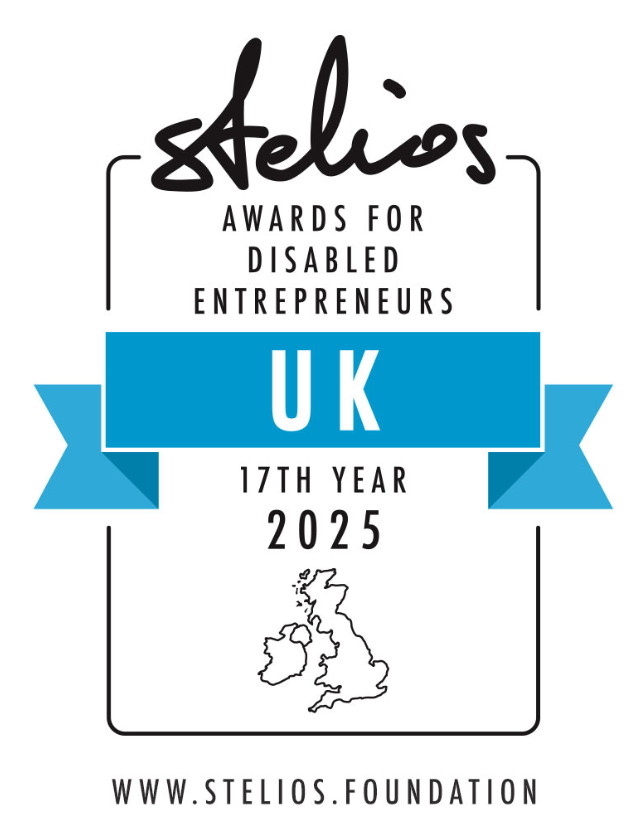 stelios
AWARDS FOR
DISABLED
ENTREPRENEURS
UK
17TH YEAR
2025
WWW.STELIOS.FOUNDATION